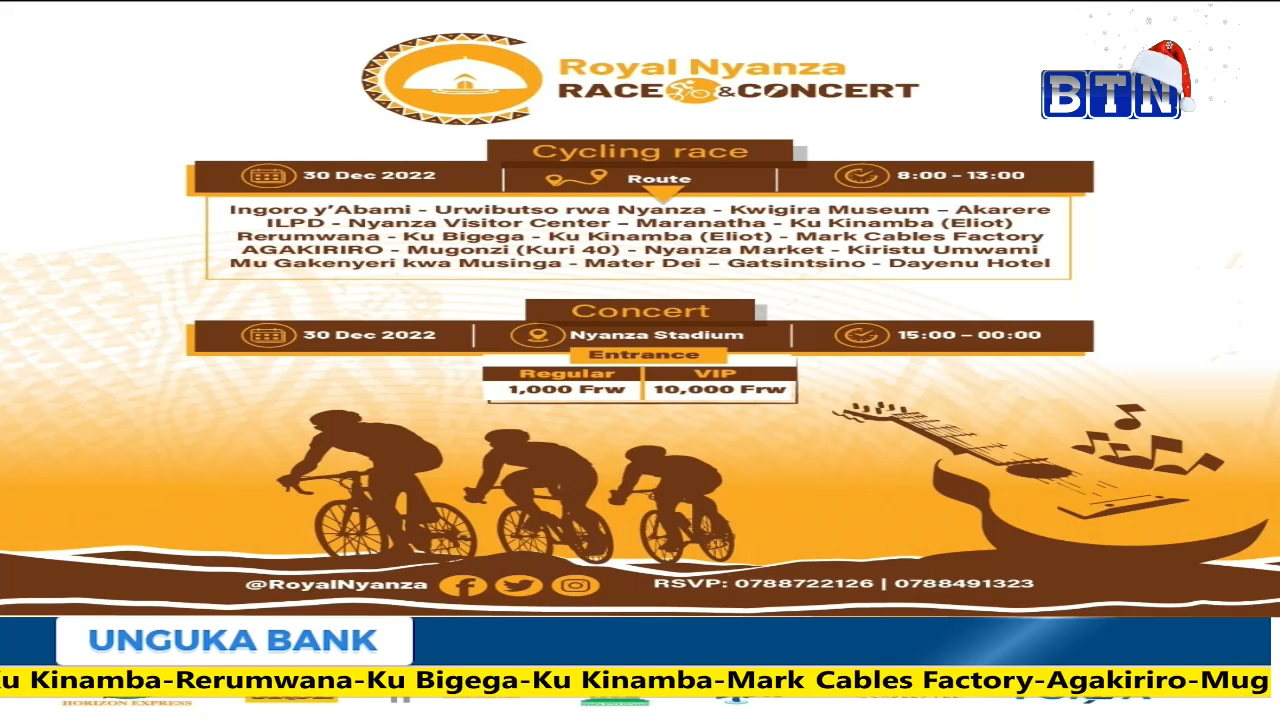 Royal Nyanza
RACE & CONCERT
BTN
Cycling race
30 Dec 2022
Route
8:00 – 13:00
Ingoro y'Abami - Urwibutso rwa Nyanza - Kwigira Museum – Akarere
ILPD - Nyanza Visitor Center – Maranatha - Ku Kinamba (Eliot)
Rerumwana - Ku Bigega - Ku Kinamba (Eliot) - Mark Cables Factory
AGAKIRIRO - Mugonzi (Kuri 40) - Nyanza Market - Kiristu Umwami
Mu Gakenyeri kwa Musinga - Mater Dei – Gatsintsino - Dayenu Hotel
Concert
30 Dec 2022
Nyanza Stadium
15:00 – 00:00
Entrance
Regular VIP
1,000 Frw 10,000 Frw
@RoyalNyanza
RSVP: 0788722126 | 0788491323
UNGUKA BANK
Ku Kinamba-Rerumwana-Ku Bigega-Ku Kinamba-Mark Cables Factory-Agakiriro-Mug
HORIZON EXPRESS